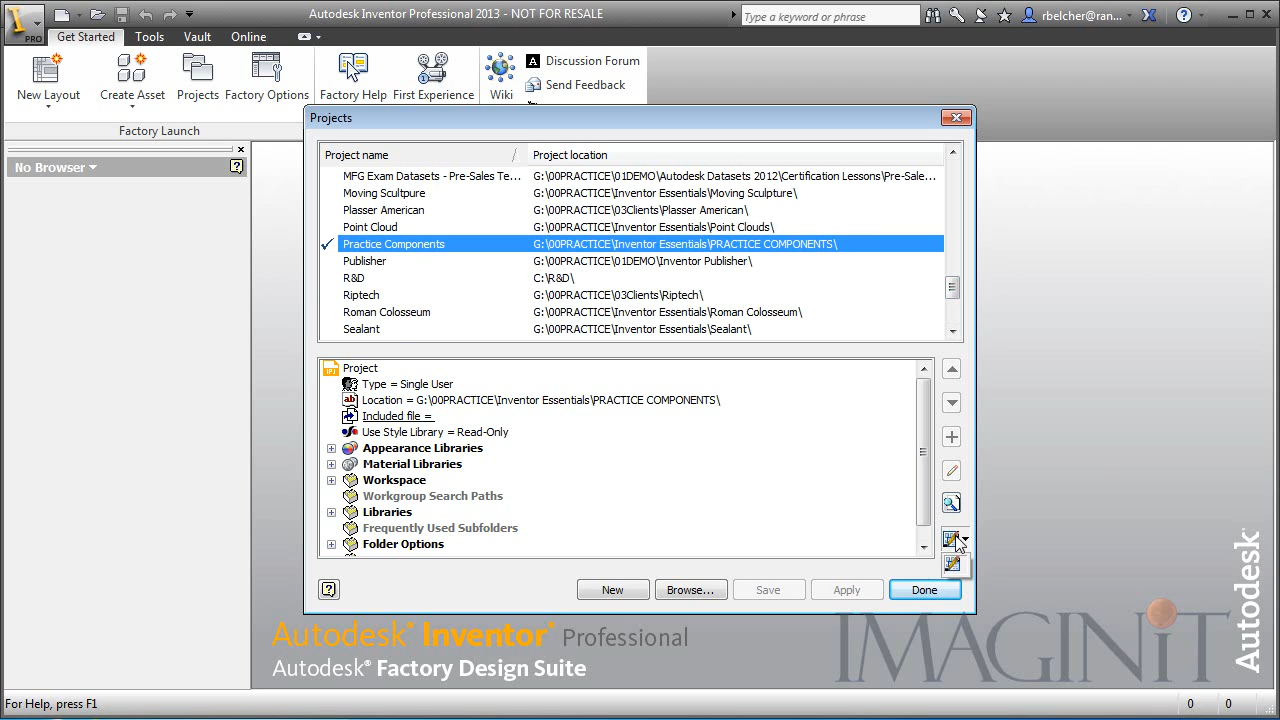 Autodesk Inventor Professional 2013 - NOT FOR RESALE
Type a keyword or phrase
rbelcher@ran...
PRO
Get Started Tools Vault Online
New Layout Create Asset Projects Factory Options Factory Help First Experience Wiki
Discussion Forum
Send Feedback
Factory Launch
No Browser
Projects
Project name / Project location
MFG Exam Datasets - Pre-Sales Te... G:\00PRACTICE\01DEMO\Autodesk Datasets 2012\Certification Lessons\Pre-Sale...
Moving Scultpure G:\00PRACTICE\Inventor Essentials\Moving Sculpture\
Plasser American G:\00PRACTICE\03Clients\Plasser American\
Point Cloud G:\00PRACTICE\Inventor Essentials\Point Clouds\
Practice Components G:\00PRACTICE\Inventor Essentials\PRACTICE COMPONENTS\
Publisher G:\00PRACTICE\01DEMO\Inventor Publisher\
R&D C:\R&D\
Riptech G:\00PRACTICE\03Clients\Riptech\
Roman Colosseum G:\00PRACTICE\Inventor Essentials\Roman Colosseum\
Sealant G:\00PRACTICE\Inventor Essentials\Sealant\
Project
Type = Single User
Location = G:\00PRACTICE\Inventor Essentials\PRACTICE COMPONENTS\
Included file =
Use Style Library = Read-Only
Appearance Libraries
Material Libraries
Workspace
Workgroup Search Paths
Libraries
Frequently Used Subfolders
Folder Options
New Browse... Save Apply Done
Autodesk® Inventor® Professional
Autodesk® Factory Design Suite
IMAGINiT
Autodesk®
For Help, press F1
0 0